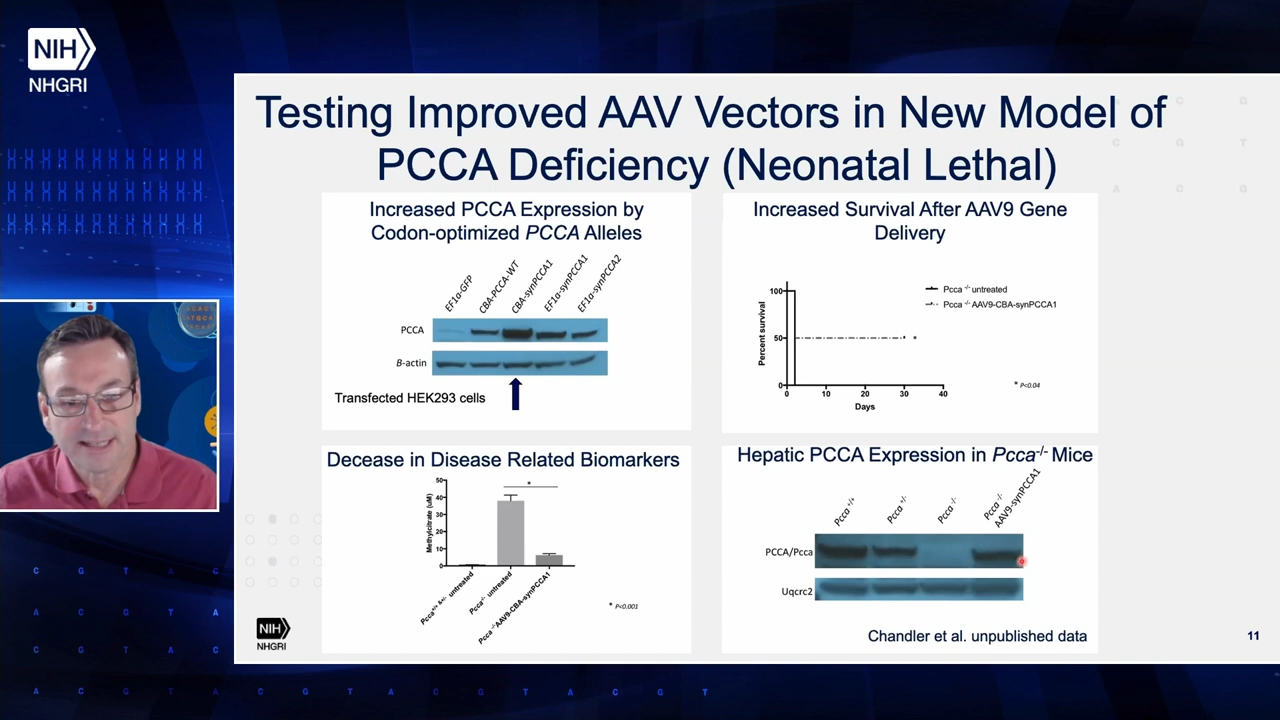 NIH
NHGRI
Testing Improved AAV Vectors in New Model of
PCCA Deficiency (Neonatal Lethal)
Increased PCCA Expression by
Codon-optimized PCCA Alleles
EF1α-GFP
CBA-PCCA-WT
CBA-synPCCA1
EF1α-synPCCA1
EF1α-synPCCA2
PCCA
B-actin
Transfected HEK293 cells
Increased Survival After AAV9 Gene
Delivery
Pcca -/- untreated
Pcca -/- AAV9-CBA-synPCCA1
Percent survival
100
50
0
0 10 20 30 40
Days
* P<0.04
Decease in Disease Related Biomarkers
Methylcitrate (uM)
50
40
30
20
10
0
*
Pcca+/+ &+/- untreated
Pcca-/- untreated
Pcca -/-AAV9-CBA-synPCCA1
* P<0.001
Hepatic PCCA Expression in Pcca-/- Mice
Pcca+/+
Pcca+/-
Pcca-/-
Pcca-/-
AAV9-synPCCA1
PCCA/Pcca
Uqcrc2
Chandler et al. unpublished data
NIH
NHGRI
11
C G T A C G T A
A C G T A
C G T A
A C G T A
C G T A
A C G T A C G T A C G T A C G T